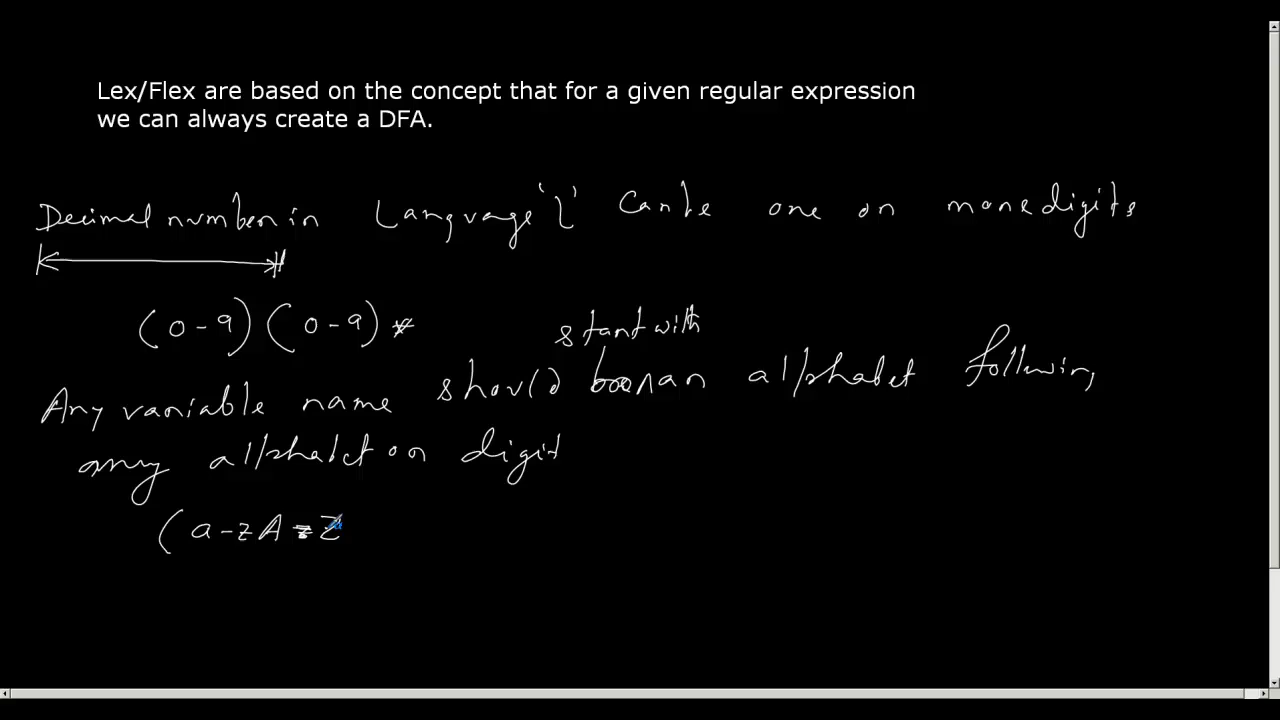 Lex/Flex are based on the concept that for a given regular expression
we can always create a DFA.
Decimal number in Language 'L' can be one or more digits
(0-9)(0-9)*
start with
Any variable name should an alphabet following
any alphabet or digit
(a-zA-Z